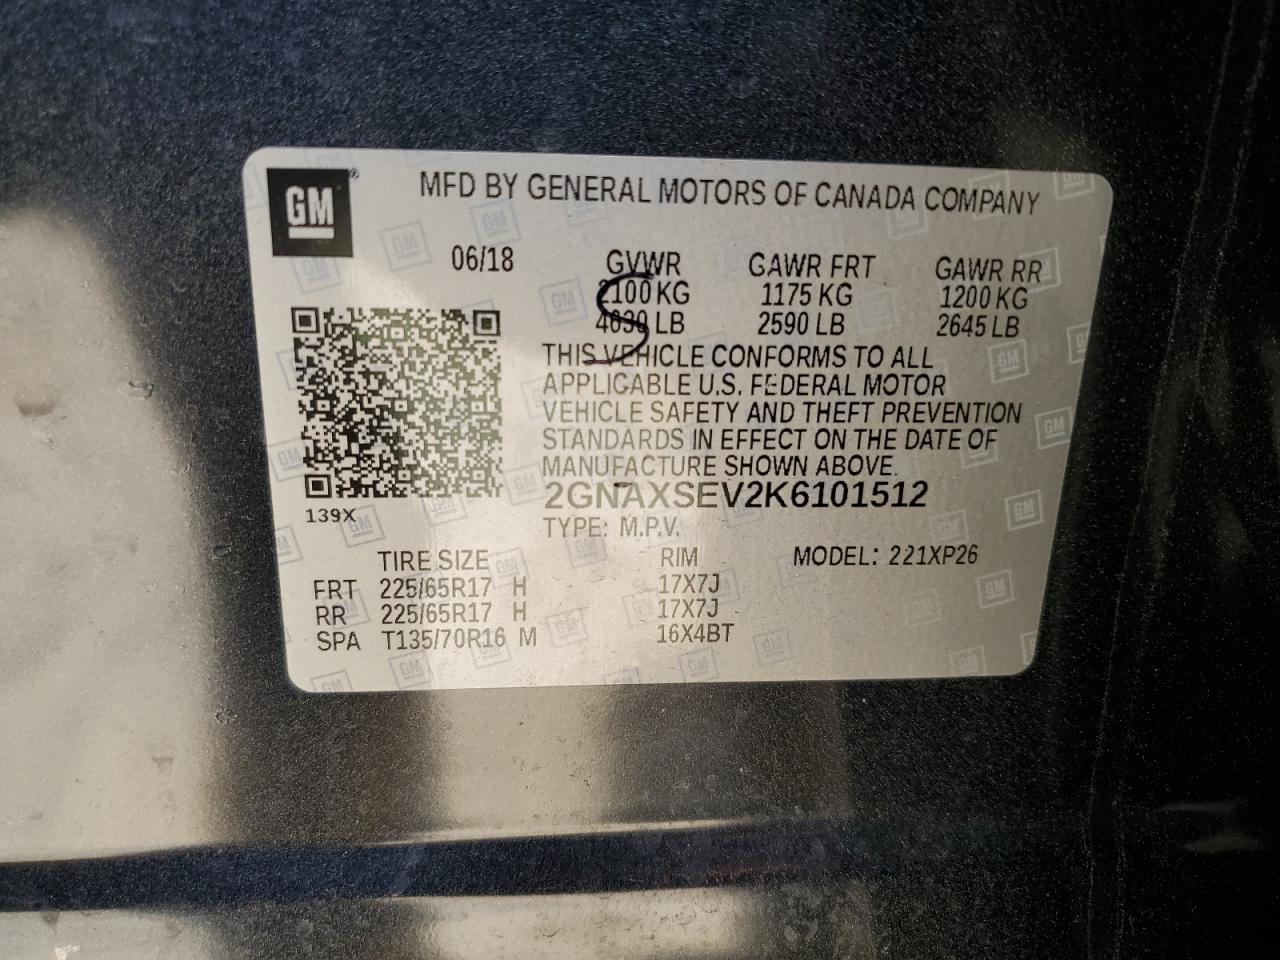 GM®
MFD BY GENERAL MOTORS OF CANADA COMPANY
06/18 GVWR GAWR FRT GAWR RR
2100 KG 1175 KG 1200 KG
4630 LB 2590 LB 2645 LB
THIS VEHICLE CONFORMS TO ALL
APPLICABLE U.S. FEDERAL MOTOR
VEHICLE SAFETY AND THEFT PREVENTION
STANDARDS IN EFFECT ON THE DATE OF
MANUFACTURE SHOWN ABOVE.
2GNAXSEV2K6101512
139X
TYPE: M.P.V.
TIRE SIZE RIM MODEL: 221XP26
FRT 225/65R17 H 17X7J
RR 225/65R17 H 17X7J
SPA T135/70R16 M 16X4BT